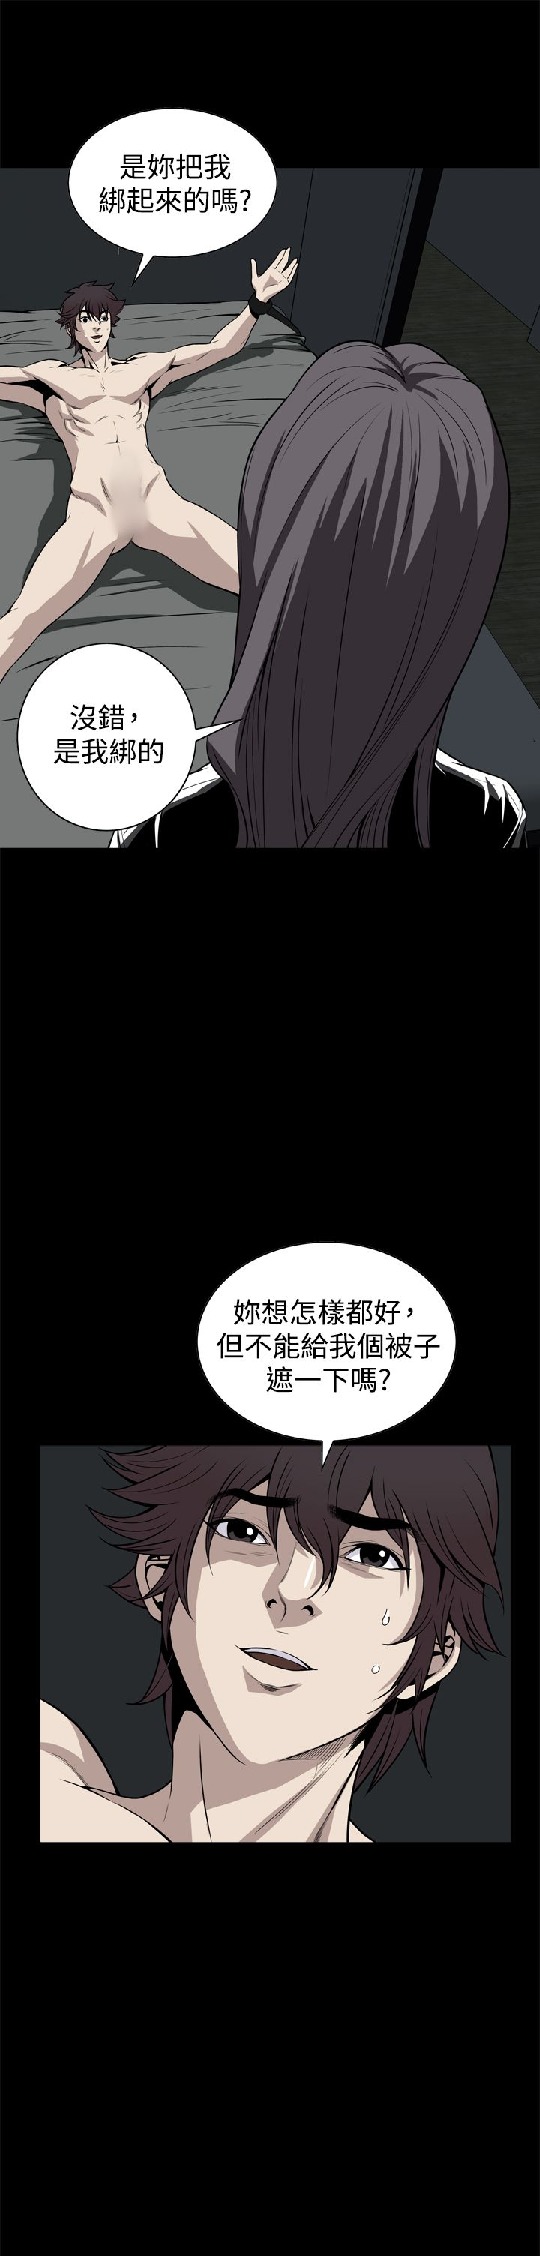 是妳把我
綁起來的嗎?
沒錯，
是我綁的
妳想怎樣都好，
但不能給我個被子
遮一下嗎?